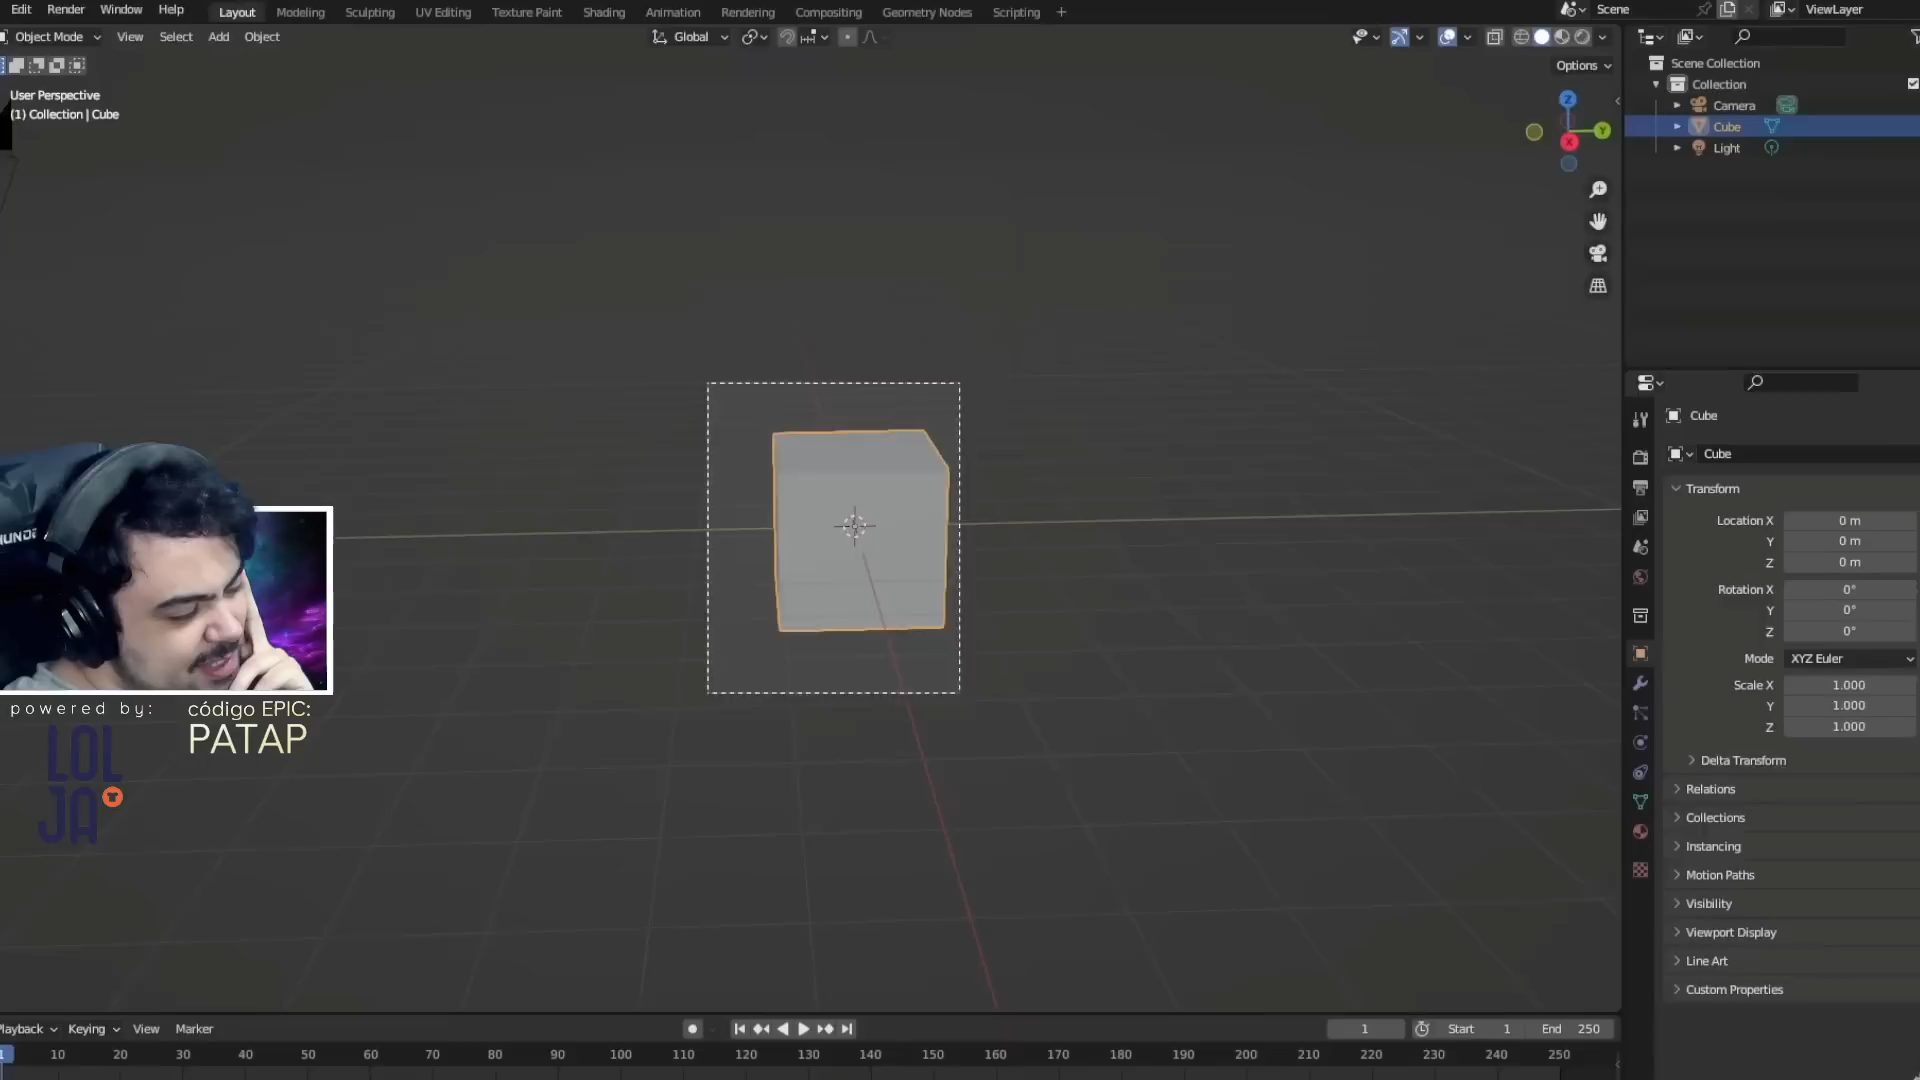 Edit Render Window Help Layout Modeling Sculpting UV Editing Texture Paint Shading Animation Rendering Compositing Geometry Nodes Scripting + Scene ViewLayer
Object Mode View Select Add Object Global
Options
User Perspective
(1) Collection | Cube
Z
Y
X
Scene Collection
Collection
Camera
Cube
Light
Cube
Cube
Transform
Location X 0 m
Y 0 m
Z 0 m
Rotation X 0°
Y 0°
Z 0°
Mode XYZ Euler
Scale X 1.000
Y 1.000
Z 1.000
Delta Transform
Relations
Collections
Instancing
Motion Paths
Visibility
Viewport Display
Line Art
Custom Properties
powered by:
LOL
JA
código EPIC:
PATAP
Playback Keying View Marker 1 Start 1 End 250
1 10 20 30 40 50 60 70 80 90 100 110 120 130 140 150 160 170 180 190 200 210 220 230 240 250